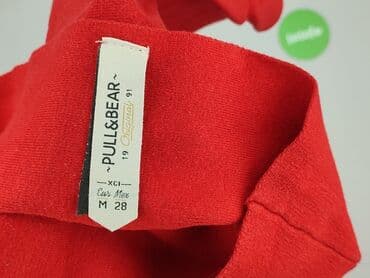 ~ PULL&BEAR ~
19 Original 91
XCI
Eur Mex
M 28